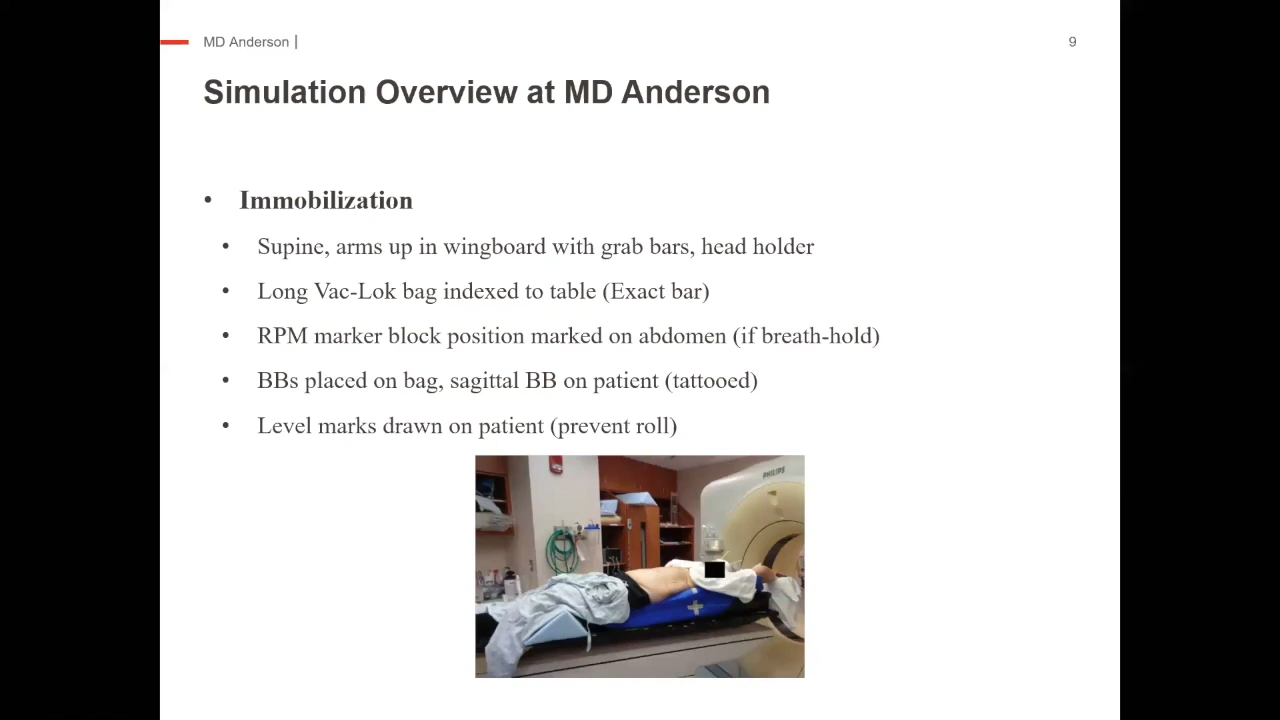 MD Anderson |
9
Simulation Overview at MD Anderson
• Immobilization
• Supine, arms up in wingboard with grab bars, head holder
• Long Vac-Lok bag indexed to table (Exact bar)
• RPM marker block position marked on abdomen (if breath-hold)
• BBs placed on bag, sagittal BB on patient (tattooed)
• Level marks drawn on patient (prevent roll)
PHILIPS